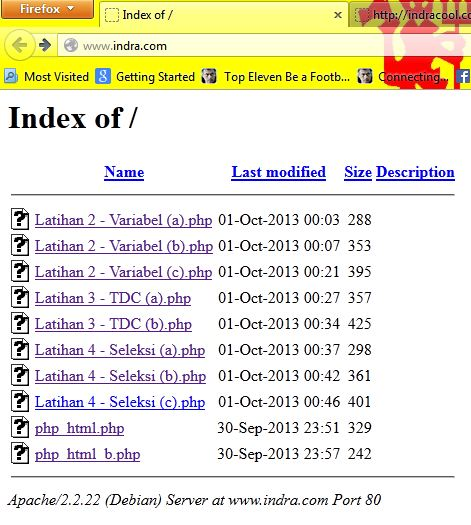 Firefox
Index of /
http://indracool.co
www.indra.com
Most Visited Getting Started Top Eleven Be a Footb... Connecting...
Index of /
Name Last modified Size Description
Latihan 2 - Variabel (a).php 01-Oct-2013 00:03 288
Latihan 2 - Variabel (b).php 01-Oct-2013 00:07 353
Latihan 2 - Variabel (c).php 01-Oct-2013 00:21 395
Latihan 3 - TDC (a).php 01-Oct-2013 00:27 357
Latihan 3 - TDC (b).php 01-Oct-2013 00:34 425
Latihan 4 - Seleksi (a).php 01-Oct-2013 00:37 298
Latihan 4 - Seleksi (b).php 01-Oct-2013 00:42 361
Latihan 4 - Seleksi (c).php 01-Oct-2013 00:46 401
php_html.php 30-Sep-2013 23:51 329
php_html_b.php 30-Sep-2013 23:57 242
Apache/2.2.22 (Debian) Server at www.indra.com Port 80